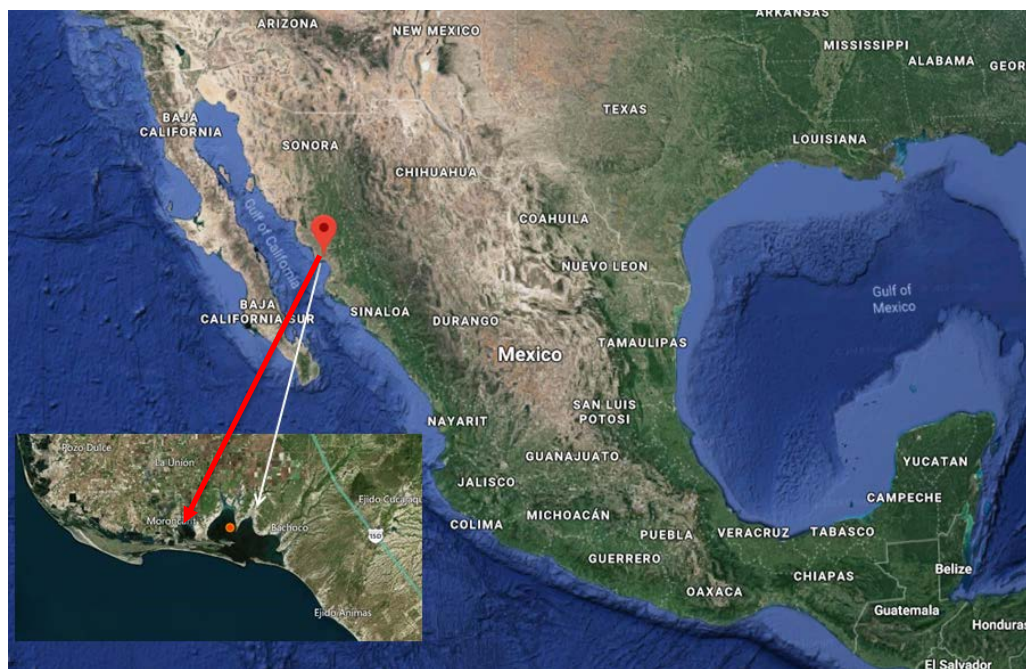 ARIZONA
NEW MEXICO
ARKANSAS
MISSISSIPPI
ALABAMA
GEOR
TEXAS
LOUISIANA
BAJA
CALIFORNIA
SONORA
CHIHUAHUA
COAHUILA
Gulf of California
NUEVO LEON
Gulf of
Mexico
BAJA
CALIFORNIA SUR
SINALOA
DURANGO
TAMAULIPAS
Mexico
SAN LUIS
POTOSI
NAYARIT
GUANAJUATO
YUCATAN
JALISCO
CAMPECHE
COLIMA
MICHOACÁN
PUEBLA
VERACRUZ
TABASCO
GUERRERO
OAXACA
CHIAPAS
Belize
Guatemala
Honduras
El Salvador
Pozo Dulce
La Unión
Ejido Cucajaq
Bachoco
15D
Ejido Animas